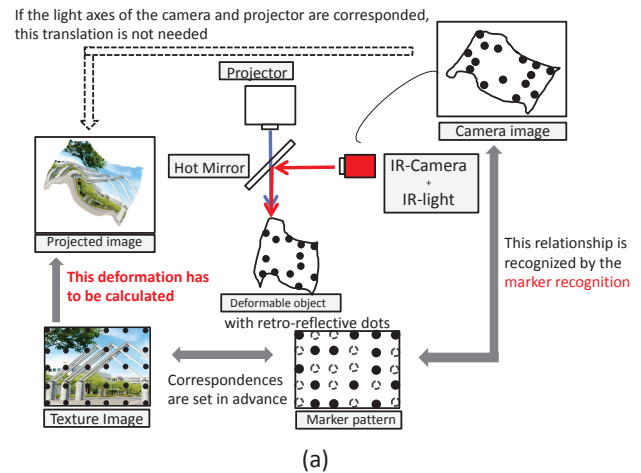 If the light axes of the camera and projector are corresponded,
this translation is not needed
Projector
Camera image
Hot Mirror
IR-Camera
+
IR-light
Projected image
This deformation has
to be calculated
This relationship is
recognized by the
marker recognition
Deformable object
with retro-reflective dots
Correspondences
are set in advance
Texture Image
Marker pattern
(a)